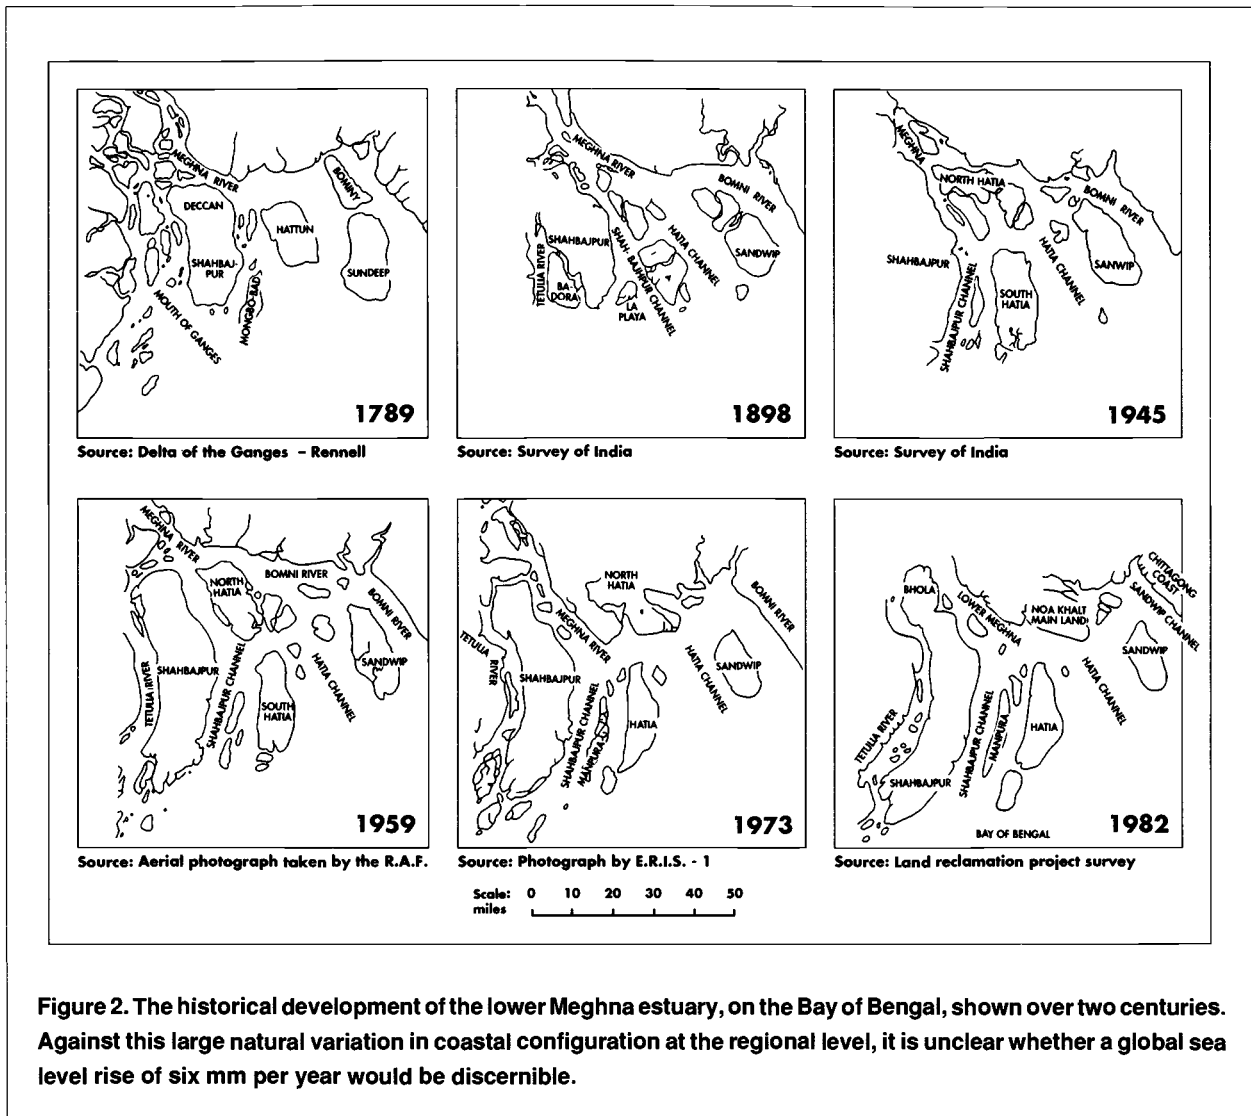 MEGHNA RIVER
DECCAN
BOMINY
HATTUN
SHAHBAJ-
PUR
SUNDEEP
MONGBO-BAD
MOUTH OF GANGES
1789
Source: Delta of the Ganges – Rennell
MEGHNA RIVER
BOMNI RIVER
HATIA CHANNEL
SHAHBAJPUR
SHAH- BAJHPUR CHANNEL
SANDWIP
TETULIA RIVER
BA-
DORA
LA
PLAYA
1898
Source: Survey of India
MEGHNA
NORTH HATIA
BOMNI RIVER
HATIA CHANNEL
SHAHBAJPUR
SANWIP
SOUTH
HATIA
SHAHBAJPUR CHANNEL
1945
Source: Survey of India
MEGHNA RIVER
NORTH
HATIA
BOMNI RIVER
BOMNI RIVER
SHAHBAJPUR
SANDWIP
TETULIA RIVER
SHAHBAJPUR CHANNEL
HATIA CHANNEL
SOUTH
HATIA
1959
Source: Aerial photograph taken by the R.A.F.
NORTH
HATIA
MEGHNA RIVER
BOMNI RIVER
TETULIA
RIVER
SHAHBAJPUR
HATIA CHANNEL
SANDWIP
SHAHBAJPUR CHANNEL
MANPURA
HATIA
1973
Source: Photograph by E.R.I.S. - 1
CHITTAGONG
COAST
BHOLA
LOWER MEGHNA
NOA KHALT
MAIN LAND
SANDWIP CHANNEL
SANDWIP
HATIA CHANNEL
TETULIA RIVER
SHAHBAJPUR CHANNEL
MANPURA
HATIA
SHAHBAJPUR
BAY OF BENGAL
1982
Source: Land reclamation project survey
Scale: 0 10 20 30 40 50
miles
Figure 2. The historical development of the lower Meghna estuary, on the Bay of Bengal, shown over two centuries.
Against this large natural variation in coastal configuration at the regional level, it is unclear whether a global sea
level rise of six mm per year would be discernible.